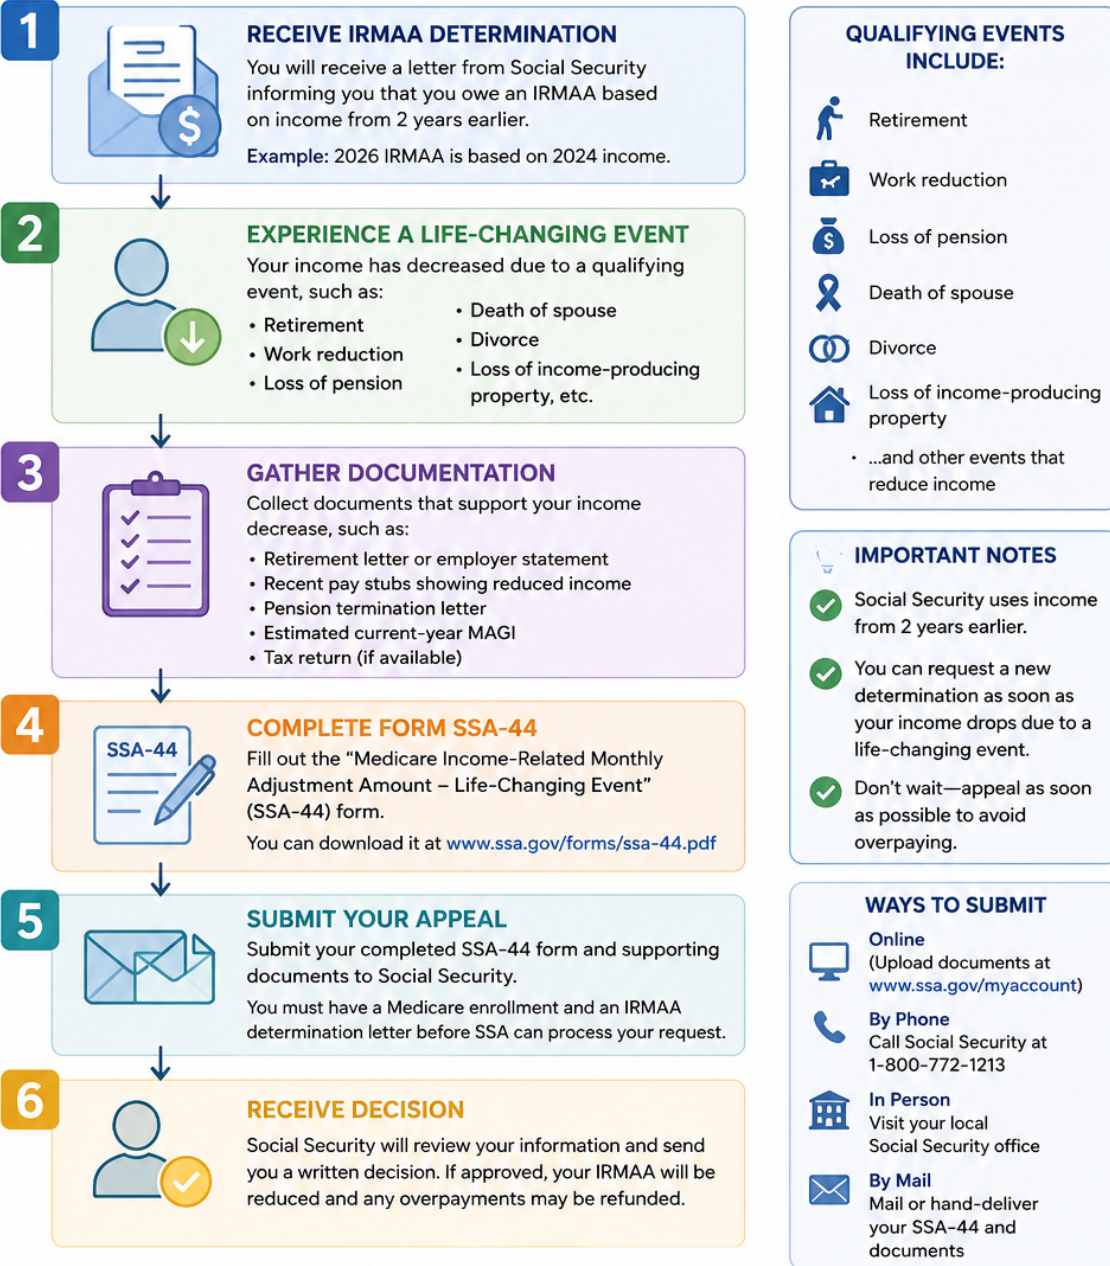 1
RECEIVE IRMAA DETERMINATION
You will receive a letter from Social Security
informing you that you owe an IRMAA based
on income from 2 years earlier.
Example: 2026 IRMAA is based on 2024 income.
$
2
EXPERIENCE A LIFE-CHANGING EVENT
Your income has decreased due to a qualifying
event, such as:
• Retirement
• Work reduction
• Loss of pension
• Death of spouse
• Divorce
• Loss of income-producing
property, etc.
3
GATHER DOCUMENTATION
Collect documents that support your income
decrease, such as:
• Retirement letter or employer statement
• Recent pay stubs showing reduced income
• Pension termination letter
• Estimated current-year MAGI
• Tax return (if available)
4
SSA-44
COMPLETE FORM SSA-44
Fill out the “Medicare Income-Related Monthly
Adjustment Amount – Life-Changing Event”
(SSA-44) form.
You can download it at www.ssa.gov/forms/ssa-44.pdf
5
SUBMIT YOUR APPEAL
Submit your completed SSA-44 form and supporting
documents to Social Security.
You must have a Medicare enrollment and an IRMAA
determination letter before SSA can process your request.
6
RECEIVE DECISION
Social Security will review your information and send
you a written decision. If approved, your IRMAA will be
reduced and any overpayments may be refunded.
QUALIFYING EVENTS
INCLUDE:
Retirement
Work reduction
$
Loss of pension
Death of spouse
Divorce
Loss of income-producing
property
• ...and other events that
reduce income
IMPORTANT NOTES
Social Security uses income
from 2 years earlier.
You can request a new
determination as soon as
your income drops due to a
life-changing event.
Don’t wait—appeal as soon
as possible to avoid
overpaying.
WAYS TO SUBMIT
Online
(Upload documents at
www.ssa.gov/myaccount)
By Phone
Call Social Security at
1-800-772-1213
In Person
Visit your local
Social Security office
By Mail
Mail or hand-deliver
your SSA-44 and
documents